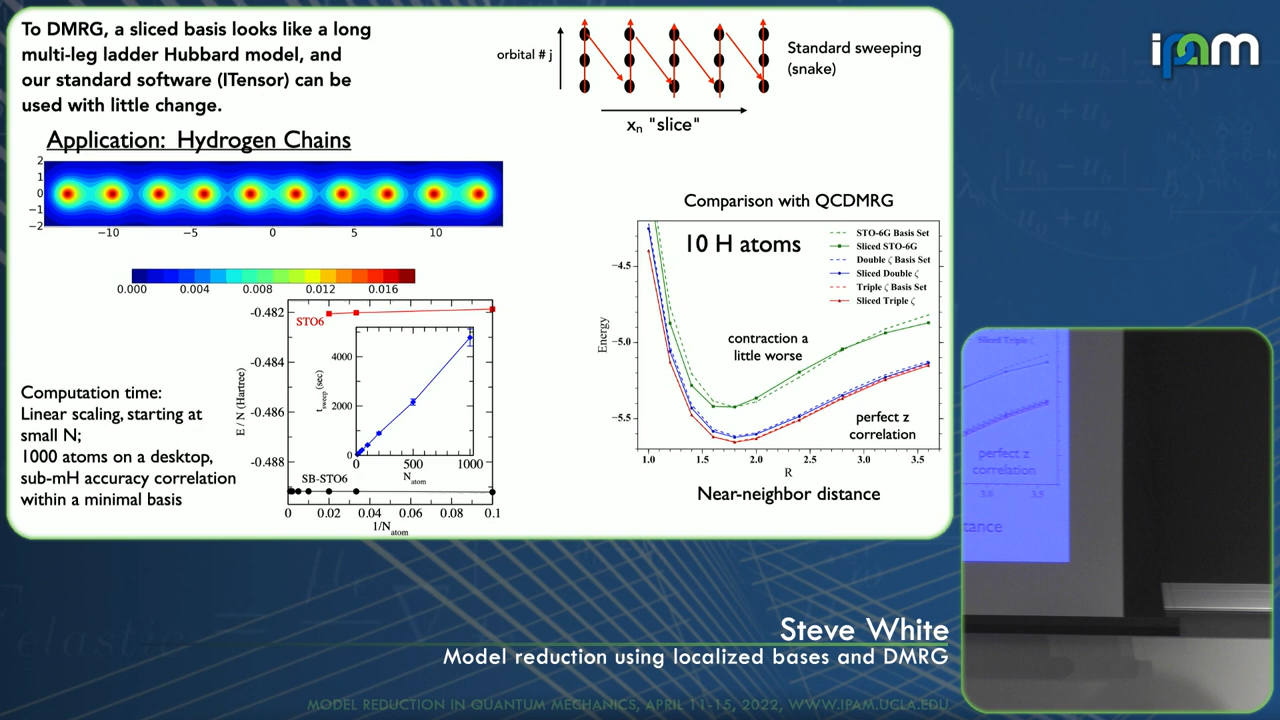 To DMRG, a sliced basis looks like a long
multi-leg ladder Hubbard model, and
our standard software (ITensor) can be
used with little change.
orbital # j
Standard sweeping
(snake)
xn "slice"
ipam
Application: Hydrogen Chains
2
1
0
−1
−2
−10
−5
0
5
10
0.000
0.004
0.008
0.012
0.016
Computation time:
Linear scaling, starting at
small N;
1000 atoms on a desktop,
sub-mH accuracy correlation
within a minimal basis
E / N (Hartree)
-0.482
-0.484
-0.486
-0.488
STO6
SB-STO6
0
0.02
0.04
0.06
0.08
0.1
1/Natom
tsweep (sec)
4000
2000
0
0
500
1000
Natom
Comparison with QCDMRG
10 H atoms
STO-6G Basis Set
Sliced STO-6G
Double ζ Basis Set
Sliced Double ζ
Triple ζ Basis Set
Sliced Triple ζ
contraction a
little worse
perfect z
correlation
Energy
−4.5
−5.0
−5.5
1.0
1.5
2.0
2.5
3.0
3.5
R
Near-neighbor distance
Sliced Triple ζ
perfect z
correlation
3.0
3.5
tance
Steve White
Model reduction using localized bases and DMRG
MODEL REDUCTION IN QUANTUM MECHANICS, APRIL 11-15, 2022, WWW.IPAM.UCLA.EDU
elastic